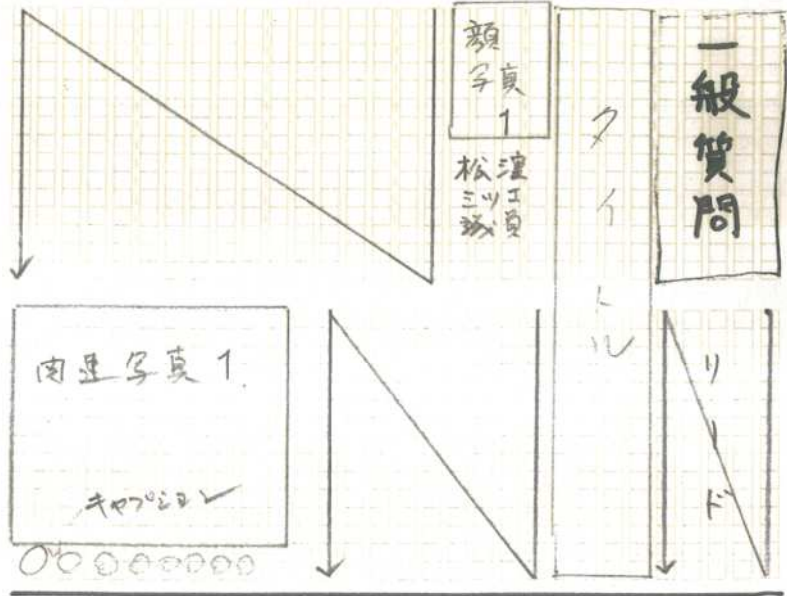 一般質問
リード
タイトル
顔写真1
関連写真1.
キャプション